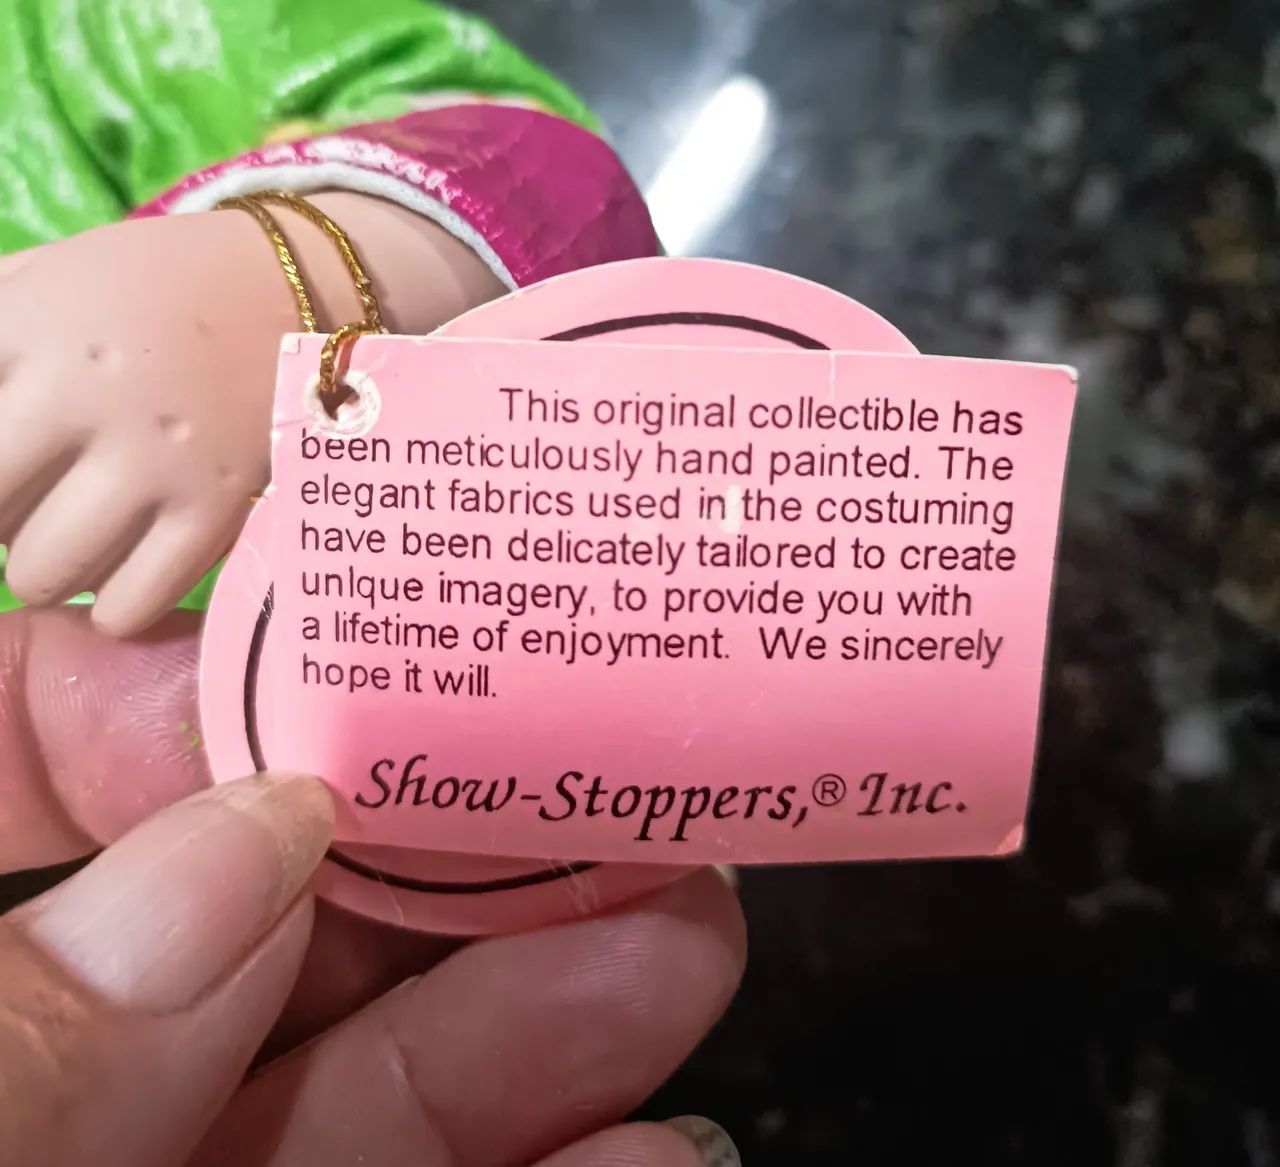 This original collectible has
been meticulously hand painted. The
elegant fabrics used in the costuming
have been delicately tailored to create
unIque imagery, to provide you with
a lifetime of enjoyment. We sincerely
hope it will.
Show-Stoppers,® Inc.